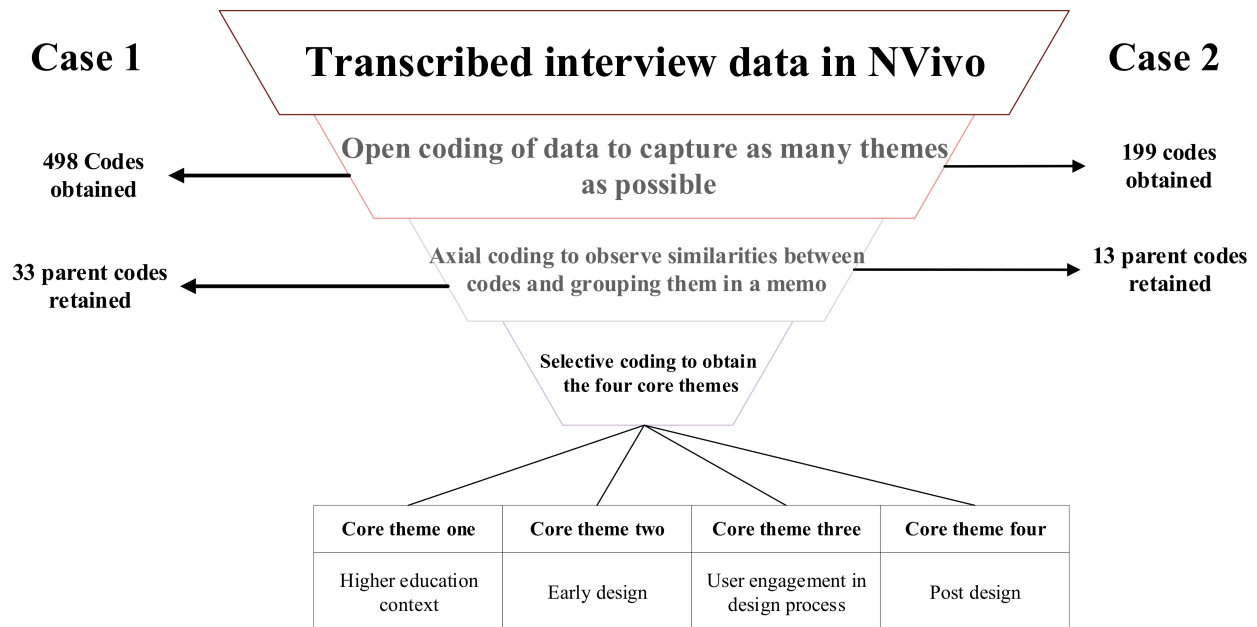 Case 1
Transcribed interview data in NVivo
Case 2
498 Codes
obtained
Open coding of data to capture as many themes
as possible
199 codes
obtained
33 parent codes
retained
Axial coding to observe similarities between
codes and grouping them in a memo
13 parent codes
retained
Selective coding to obtain
the four core themes
Core theme one
Core theme two
Core theme three
Core theme four
Higher education
context
Early design
User engagement in
design process
Post design